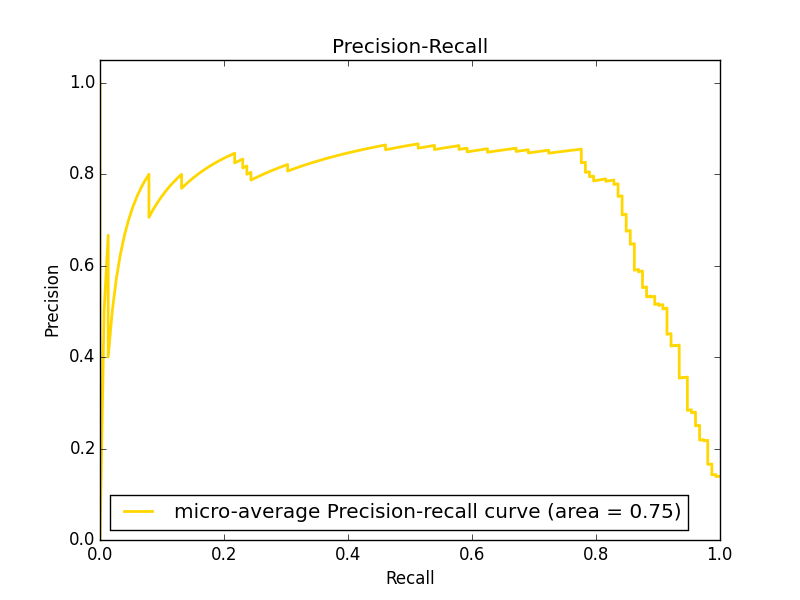 Precision-Recall
1.0
0.8
0.6
0.4
0.2
0.0
Precision
micro-average Precision-recall curve (area = 0.75)
0.0 0.2 0.4 0.6 0.8 1.0
Recall